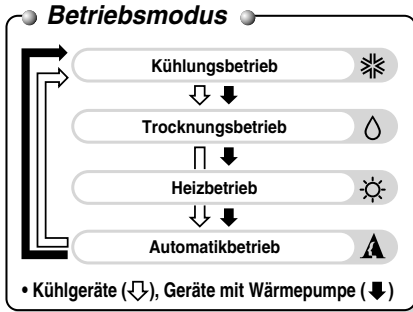 Betriebsmodus
Kühlungsbetrieb
Trocknungsbetrieb
Heizbetrieb
Automatikbetrieb
• Kühlgeräte (⇩), Geräte mit Wärmepumpe (⬇)